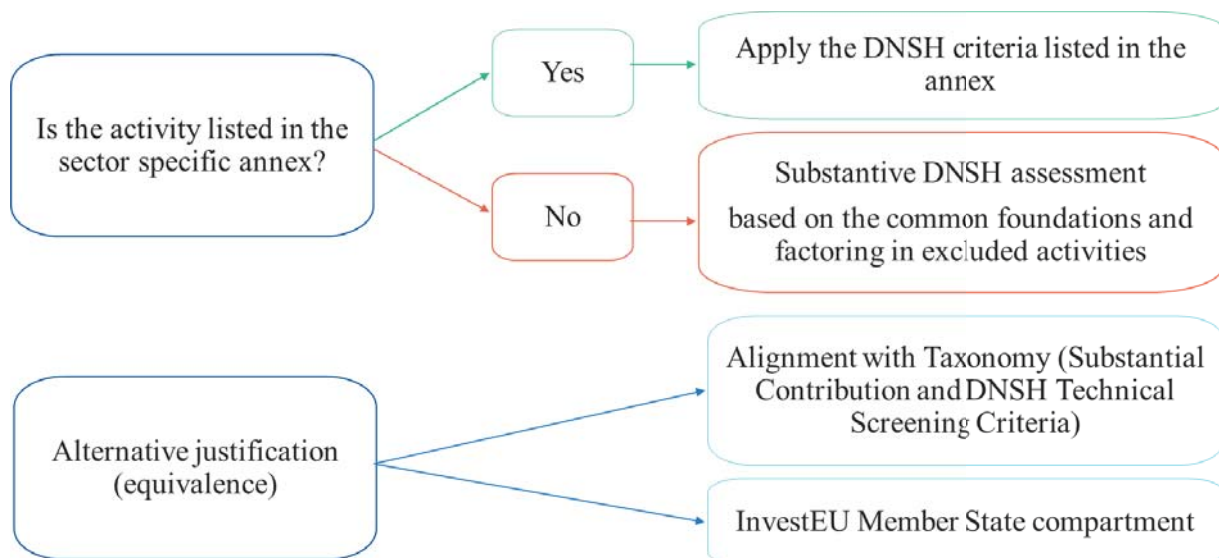 Is the activity listed in the
sector specific annex?
Yes
Apply the DNSH criteria listed in the
annex
No
Substantive DNSH assessment
based on the common foundations and
factoring in excluded activities
Alternative justification
(equivalence)
Alignment with Taxonomy (Substantial
Contribution and DNSH Technical
Screening Criteria)
InvestEU Member State compartment